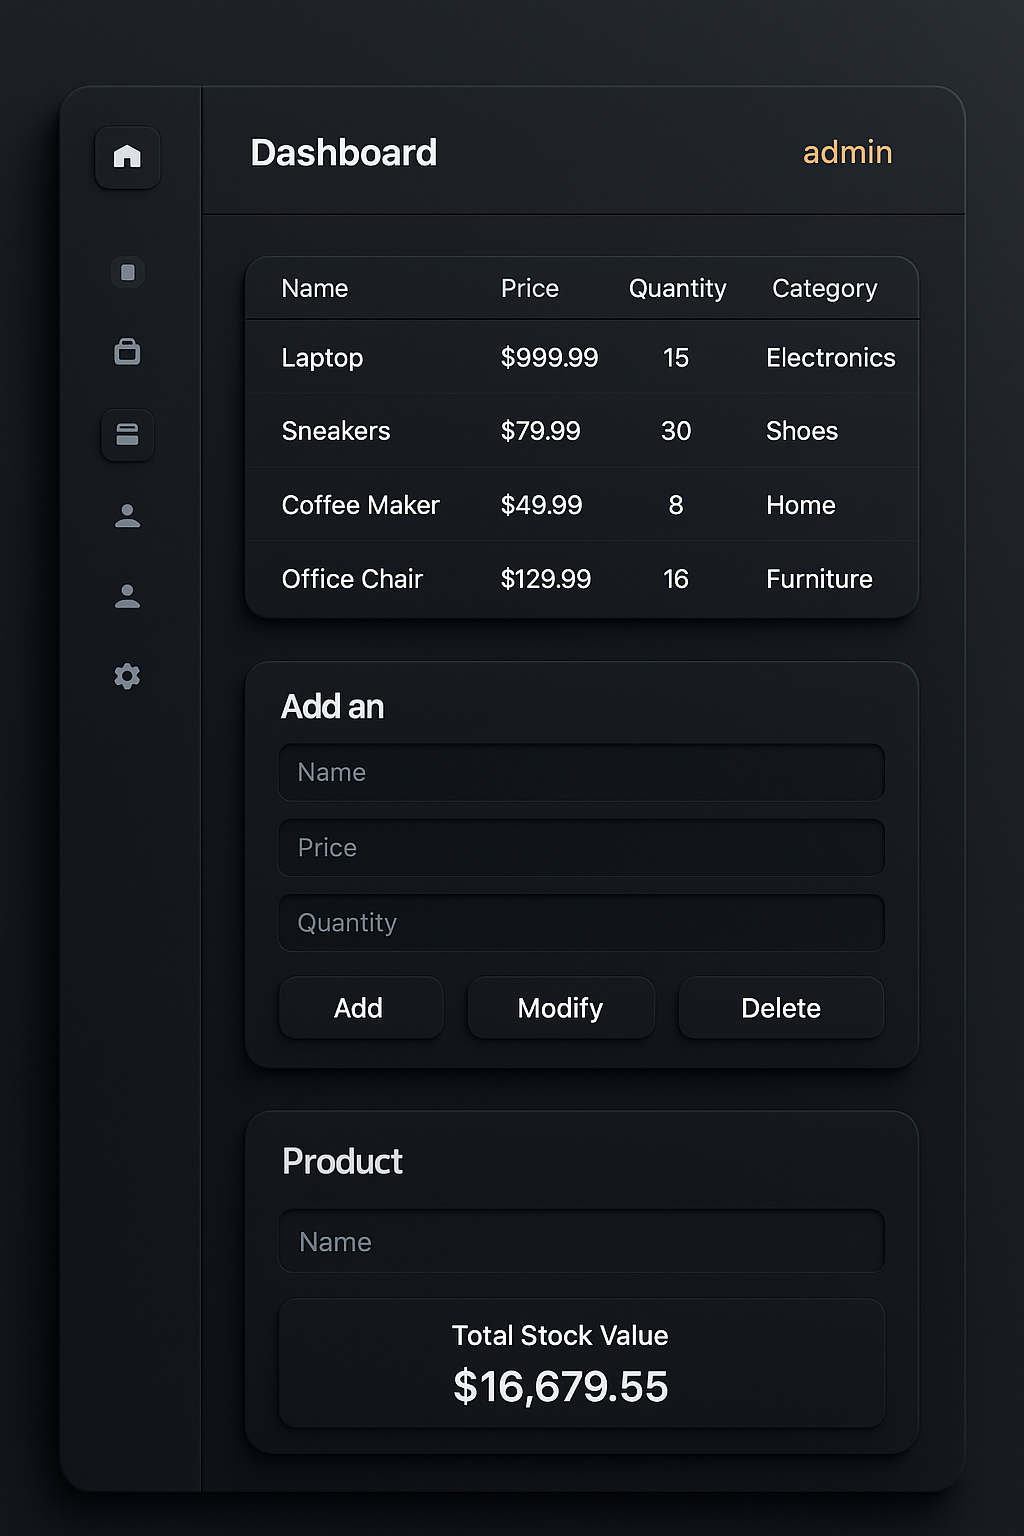 Dashboard admin
Name Price Quantity Category
Laptop $999.99 15 Electronics
Sneakers $79.99 30 Shoes
Coffee Maker $49.99 8 Home
Office Chair $129.99 16 Furniture
Add an
Name
Price
Quantity
Add Modify Delete
Product
Name
Total Stock Value
$16,679.55